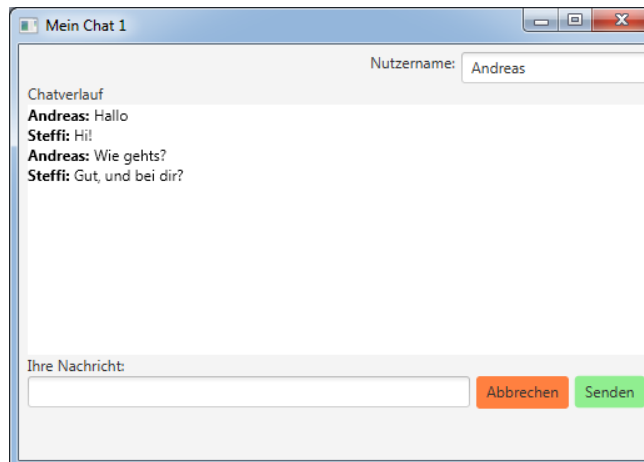 Mein Chat 1
Nutzername: Andreas
Chatverlauf
Andreas: Hallo
Steffi: Hi!
Andreas: Wie gehts?
Steffi: Gut, und bei dir?
Ihre Nachricht:
Abbrechen Senden